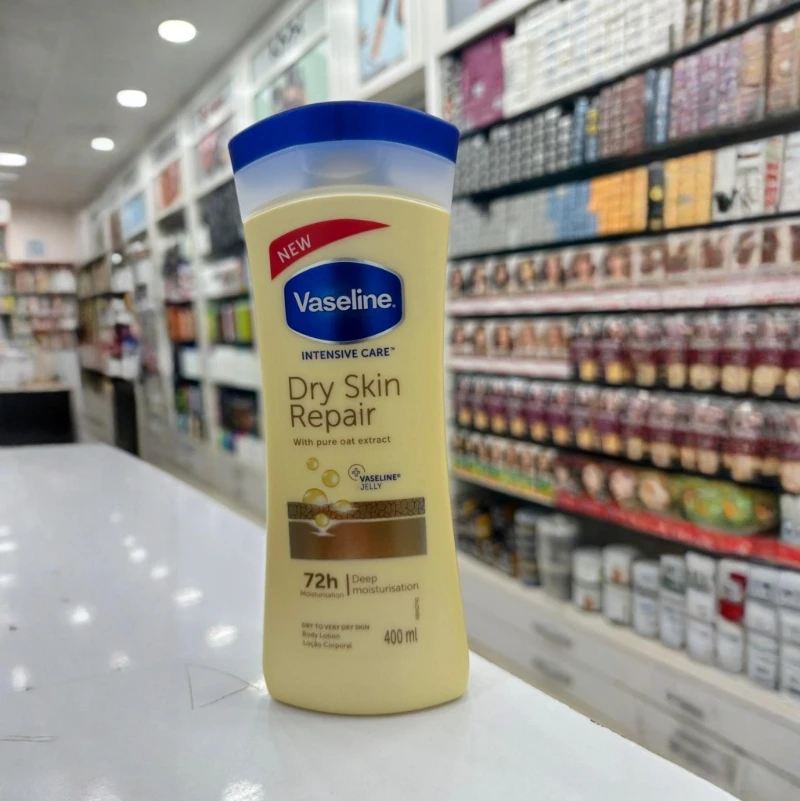 NEW
Vaseline®
INTENSIVE CARE™
Dry Skin
Repair
With pure oat extract
VASELINE®
JELLY
72h
Moisturisation
Deep
moisturisation
DRY TO VERY DRY SKIN
Body Lotion
Loção Corporal
400 ml